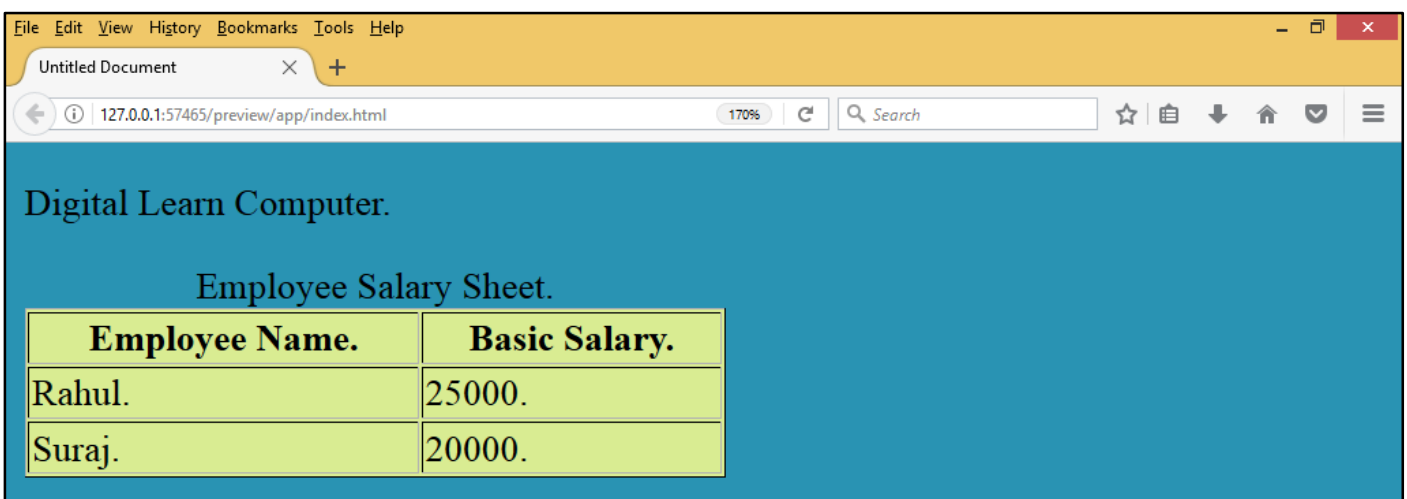 File Edit View History Bookmarks Tools Help
Untitled Document
127.0.0.1:57465/preview/app/index.html 170% Search
Digital Learn Computer.
Employee Salary Sheet.
Employee Name. Basic Salary.
Rahul. 25000.
Suraj. 20000.